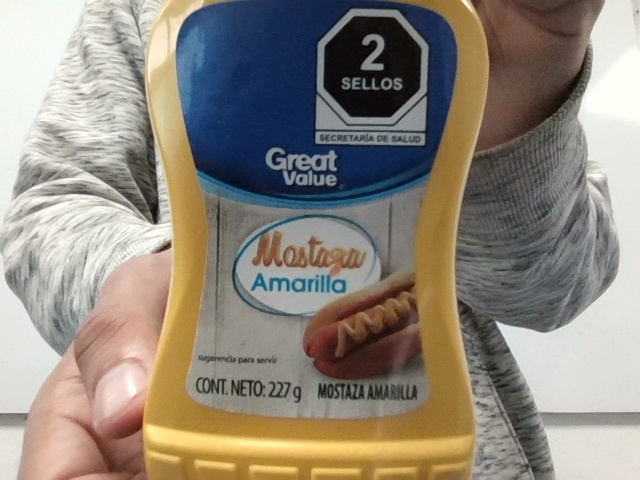 2
SELLOS
SECRETARÍA DE SALUD
Great
Value
Mostaza
Amarilla
sugerencia para servir
CONT. NETO: 227 g MOSTAZA AMARILLA